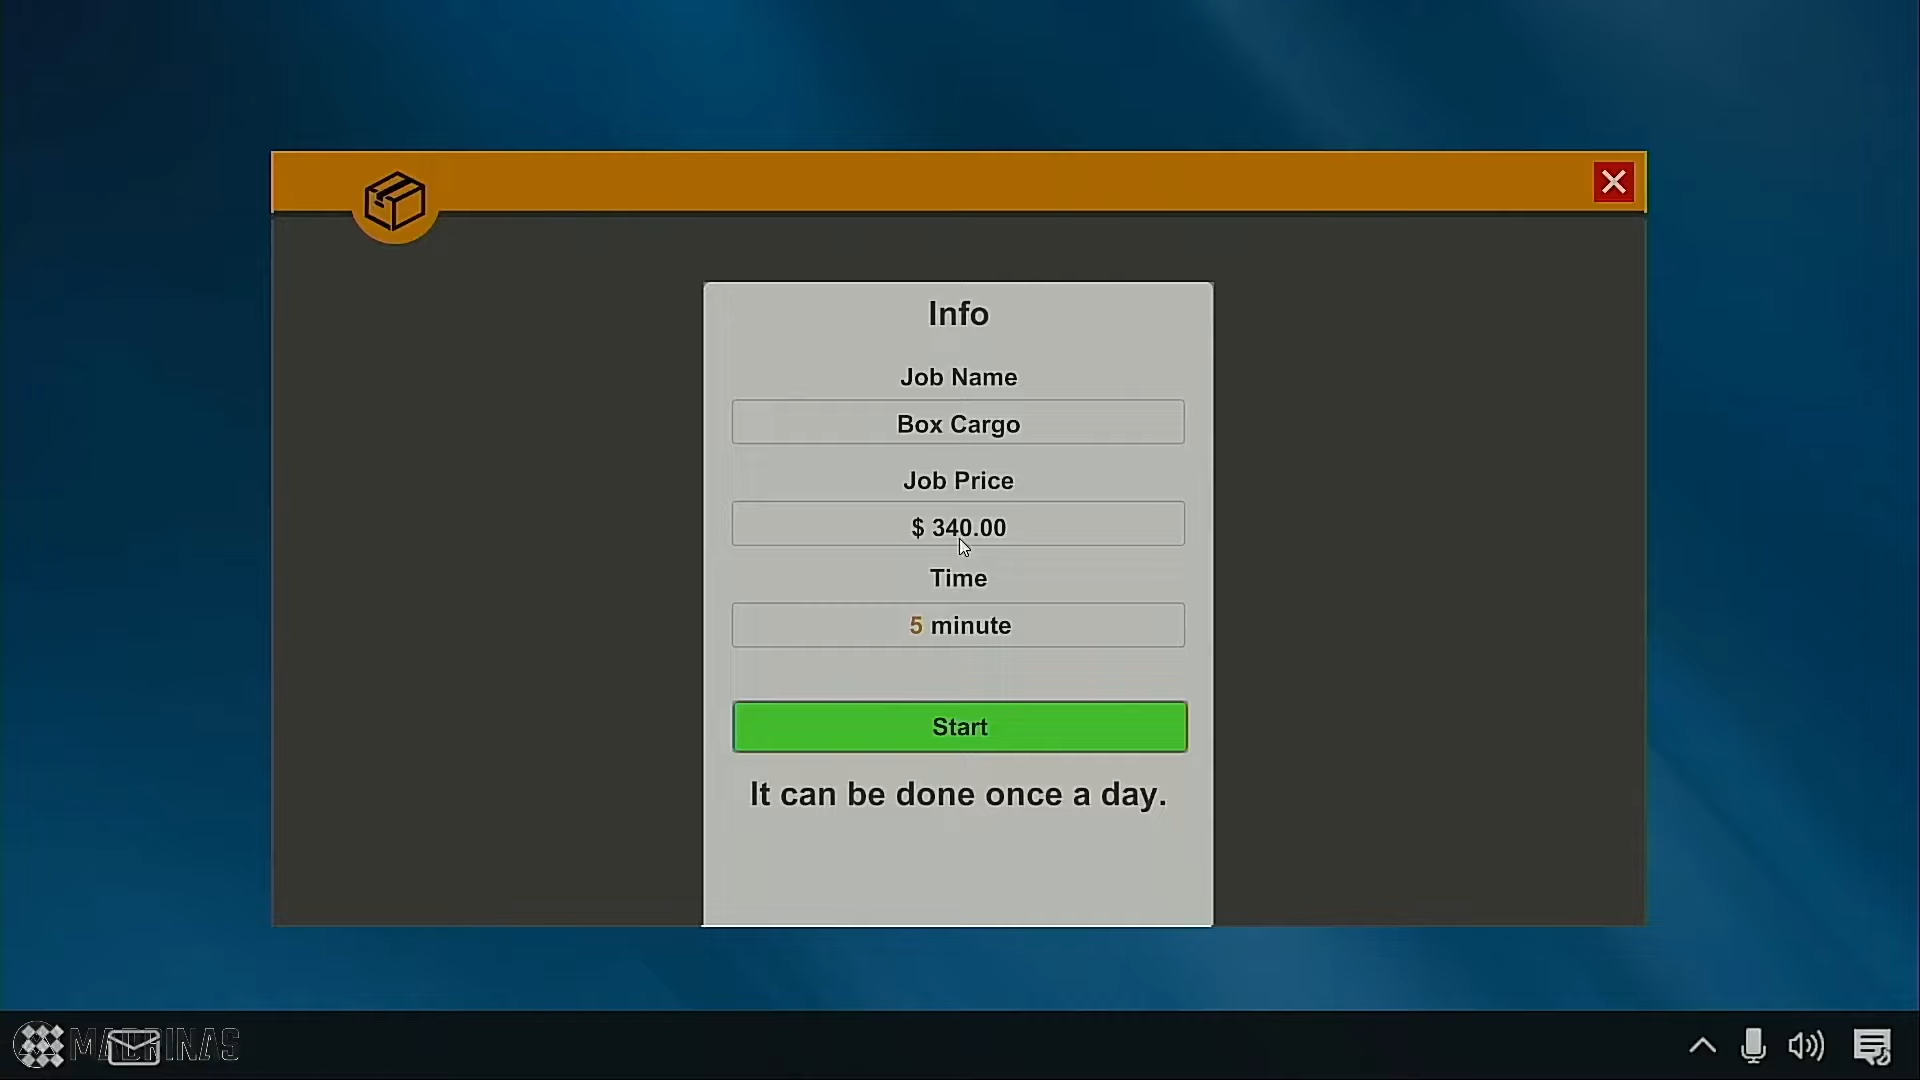 Info
Job Name
Box Cargo
Job Price
$ 340.00
Time
5 minute
Start
It can be done once a day.
MADRINAS